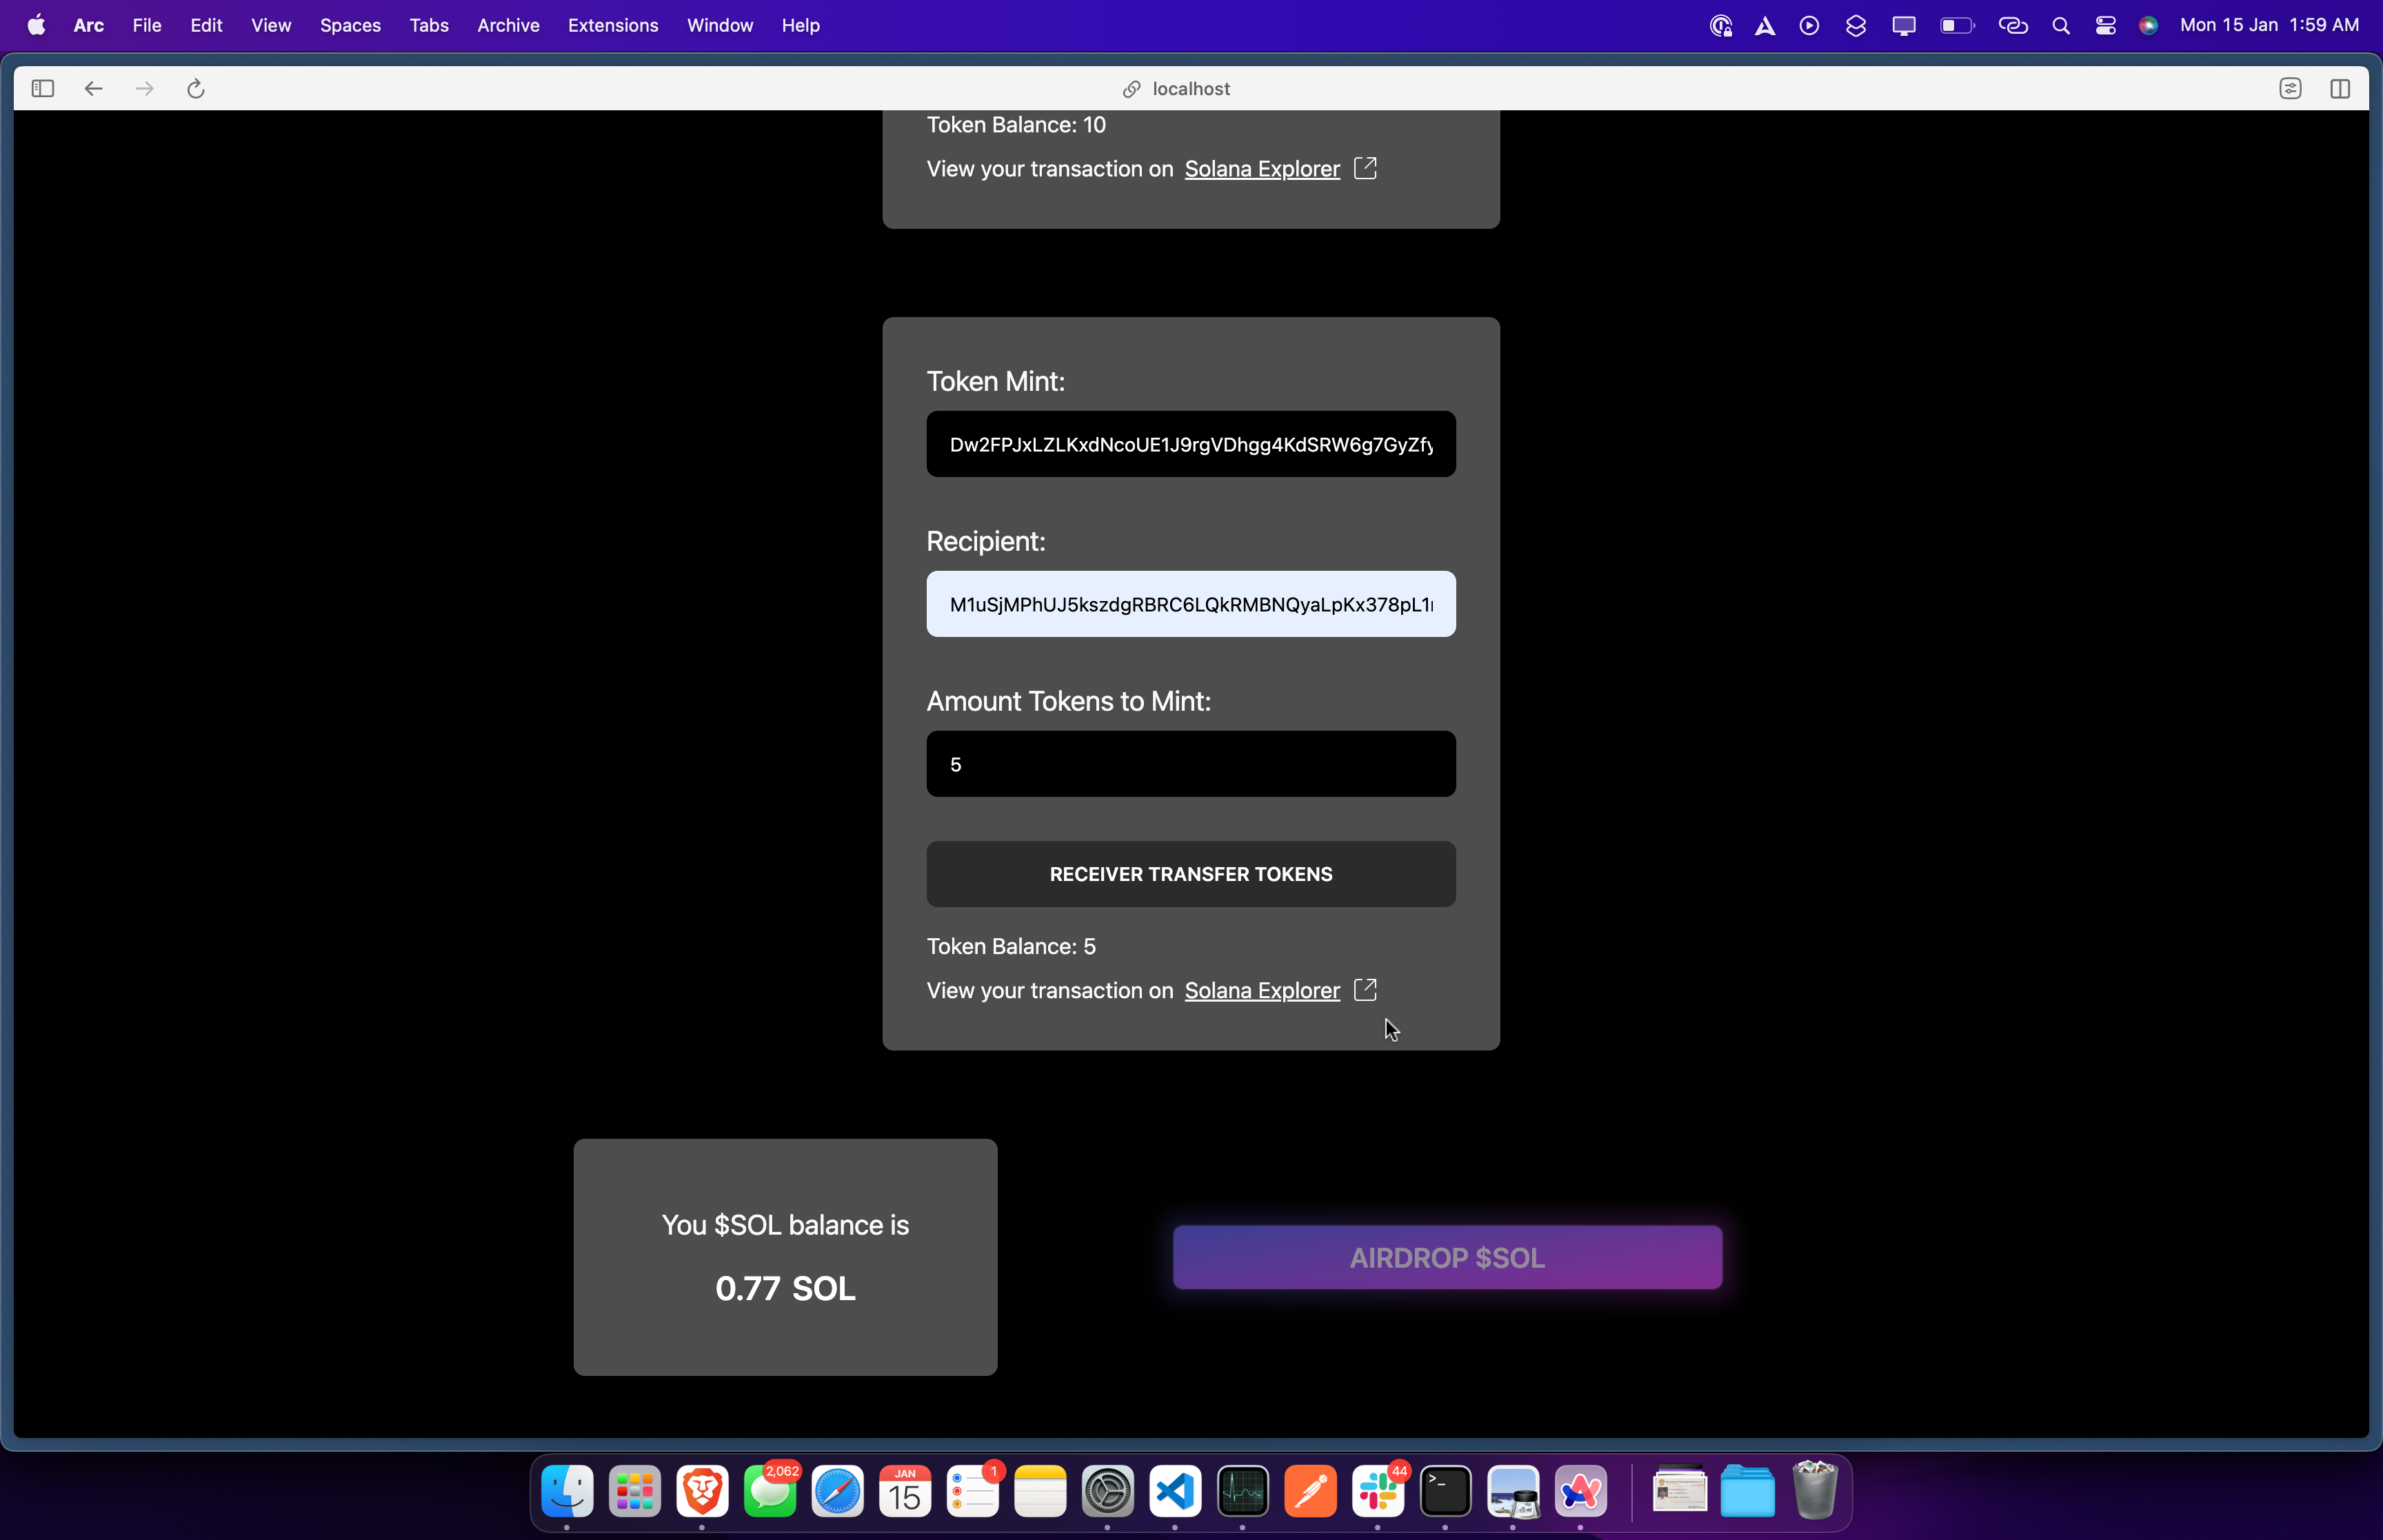 Arc File Edit View Spaces Tabs Archive Extensions Window Help Mon 15 Jan 1:59 AM
localhost
Token Balance: 10
View your transaction on Solana Explorer
Token Mint:
Dw2FPJxLZLKxdNcoUE1J9rgVDhgg4KdSRW6g7GyZfy
Recipient:
M1uSjMPhUJ5kszdgRBRC6LQkRMBNQyaLpKx378pL1r
Amount Tokens to Mint:
5
RECEIVER TRANSFER TOKENS
Token Balance: 5
View your transaction on Solana Explorer
You $SOL balance is
0.77 SOL
AIRDROP $SOL
2,062
JAN
15
1
44